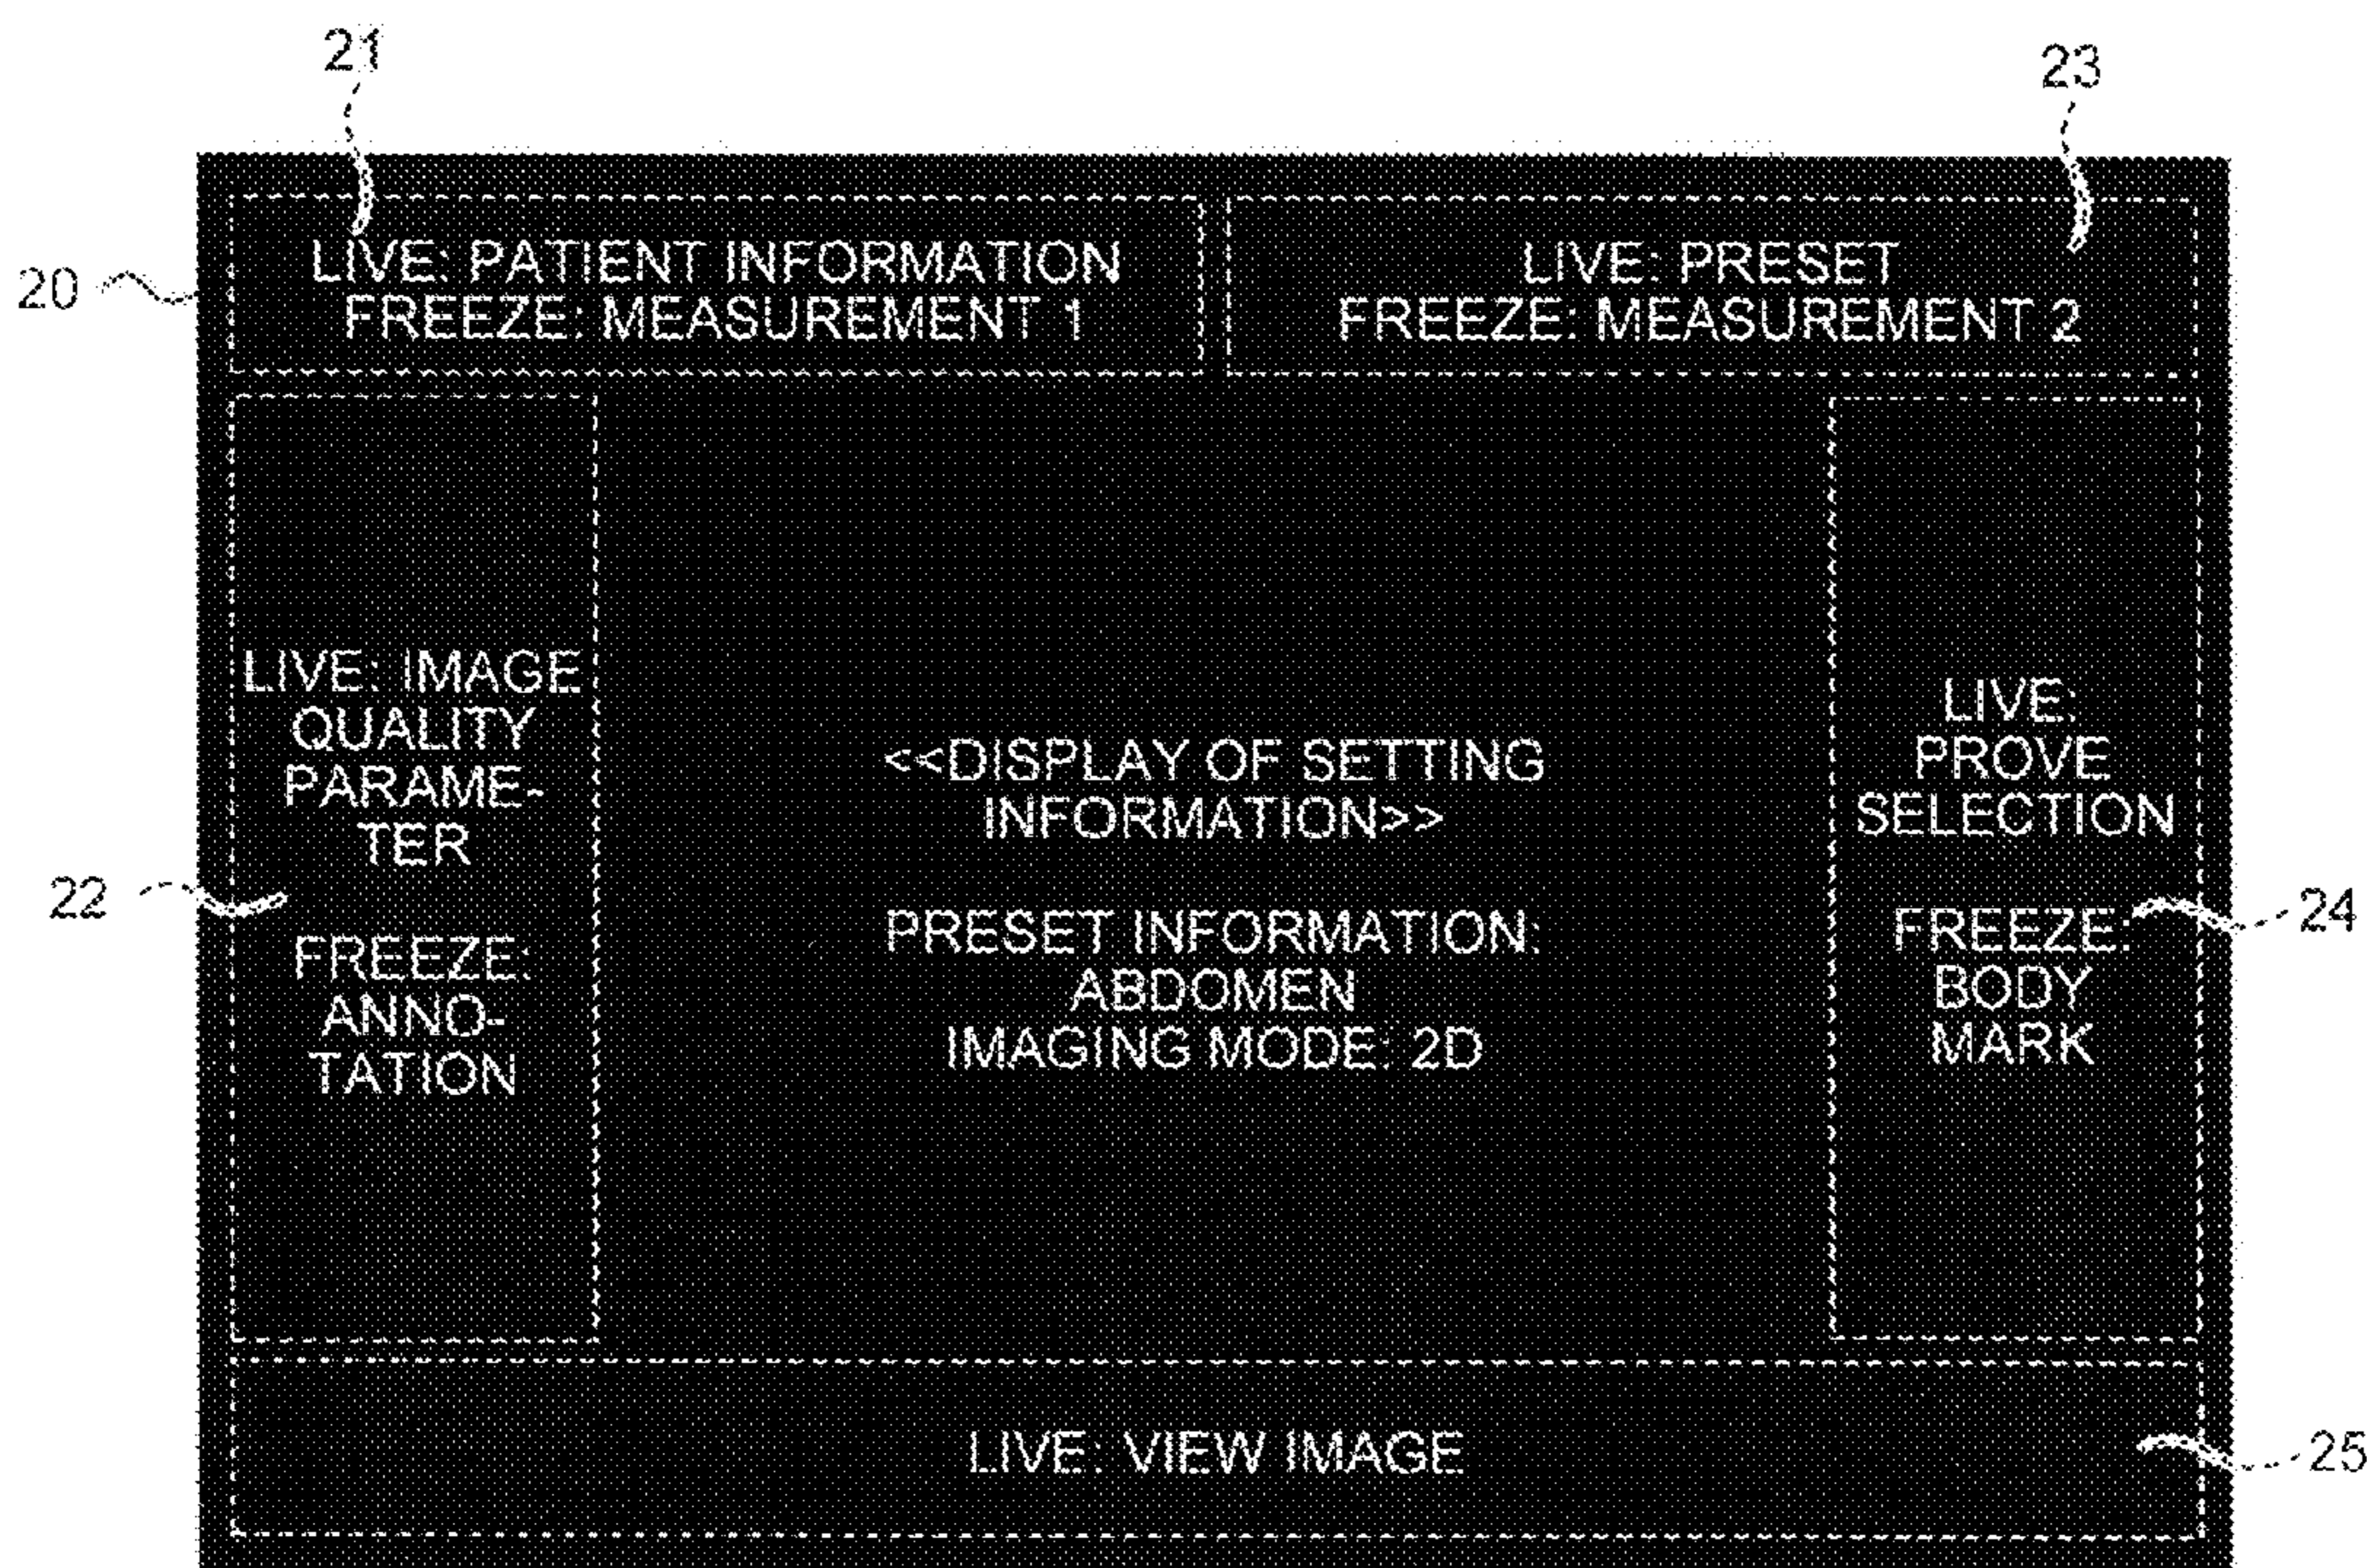 21
23
20
LIVE: PATIENT INFORMATION
FREEZE: MEASUREMENT 1
LIVE: PRESET
FREEZE: MEASUREMENT 2
LIVE: IMAGE
QUALITY
PARAME-
TER
FREEZE:
ANNO-
TATION
22
<<DISPLAY OF SETTING
INFORMATION>>
PRESET INFORMATION:
ABDOMEN
IMAGING MODE: 2D
LIVE:
PROVE
SELECTION
FREEZE:
BODY
MARK
24
LIVE: VIEW IMAGE
25